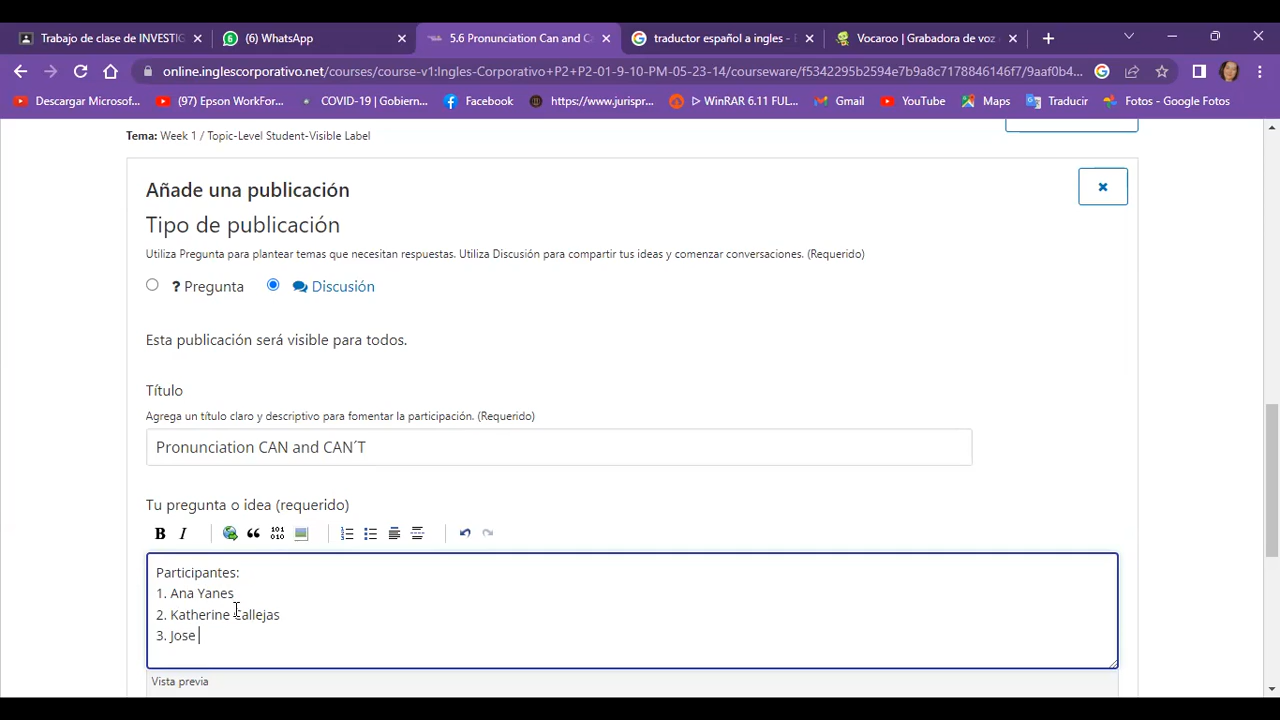 Trabajo de clase de INVESTIG
(6) WhatsApp
5.6 Pronunciation Can and C
traductor español a ingles -
Vocaroo | Grabadora de voz
online.inglescorporativo.net/courses/course-v1:Ingles-Corporativo+P2+P2-01-9-10-PM-05-23-14/courseware/f5342295b2594e7b9a8c7178846146f7/9aaf0b4...
Descargar Microsof...
(97) Epson WorkFor...
COVID-19 | Gobiern...
Facebook
https://www.jurispr...
▷ WinRAR 6.11 FUL...
Gmail
YouTube
Maps
Traducir
Fotos - Google Fotos
Tema: Week 1 / Topic-Level Student-Visible Label
Añade una publicación
Tipo de publicación
Utiliza Pregunta para plantear temas que necesitan respuestas. Utiliza Discusión para compartir tus ideas y comenzar conversaciones. (Requerido)
? Pregunta
Discusión
Esta publicación será visible para todos.
Título
Agrega un título claro y descriptivo para fomentar la participación. (Requerido)
Pronunciation CAN and CAN´T
Tu pregunta o idea (requerido)
B I
Participantes:
1. Ana Yanes
2. Katherine Callejas
3. Jose
Vista previa